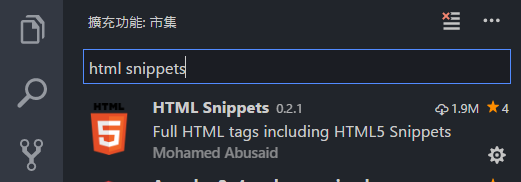 擴充功能: 市集
html snippets
HTML Snippets 0.2.1 1.9M 4
Full HTML tags including HTML5 Snippets
Mohamed Abusaid
HTML
5